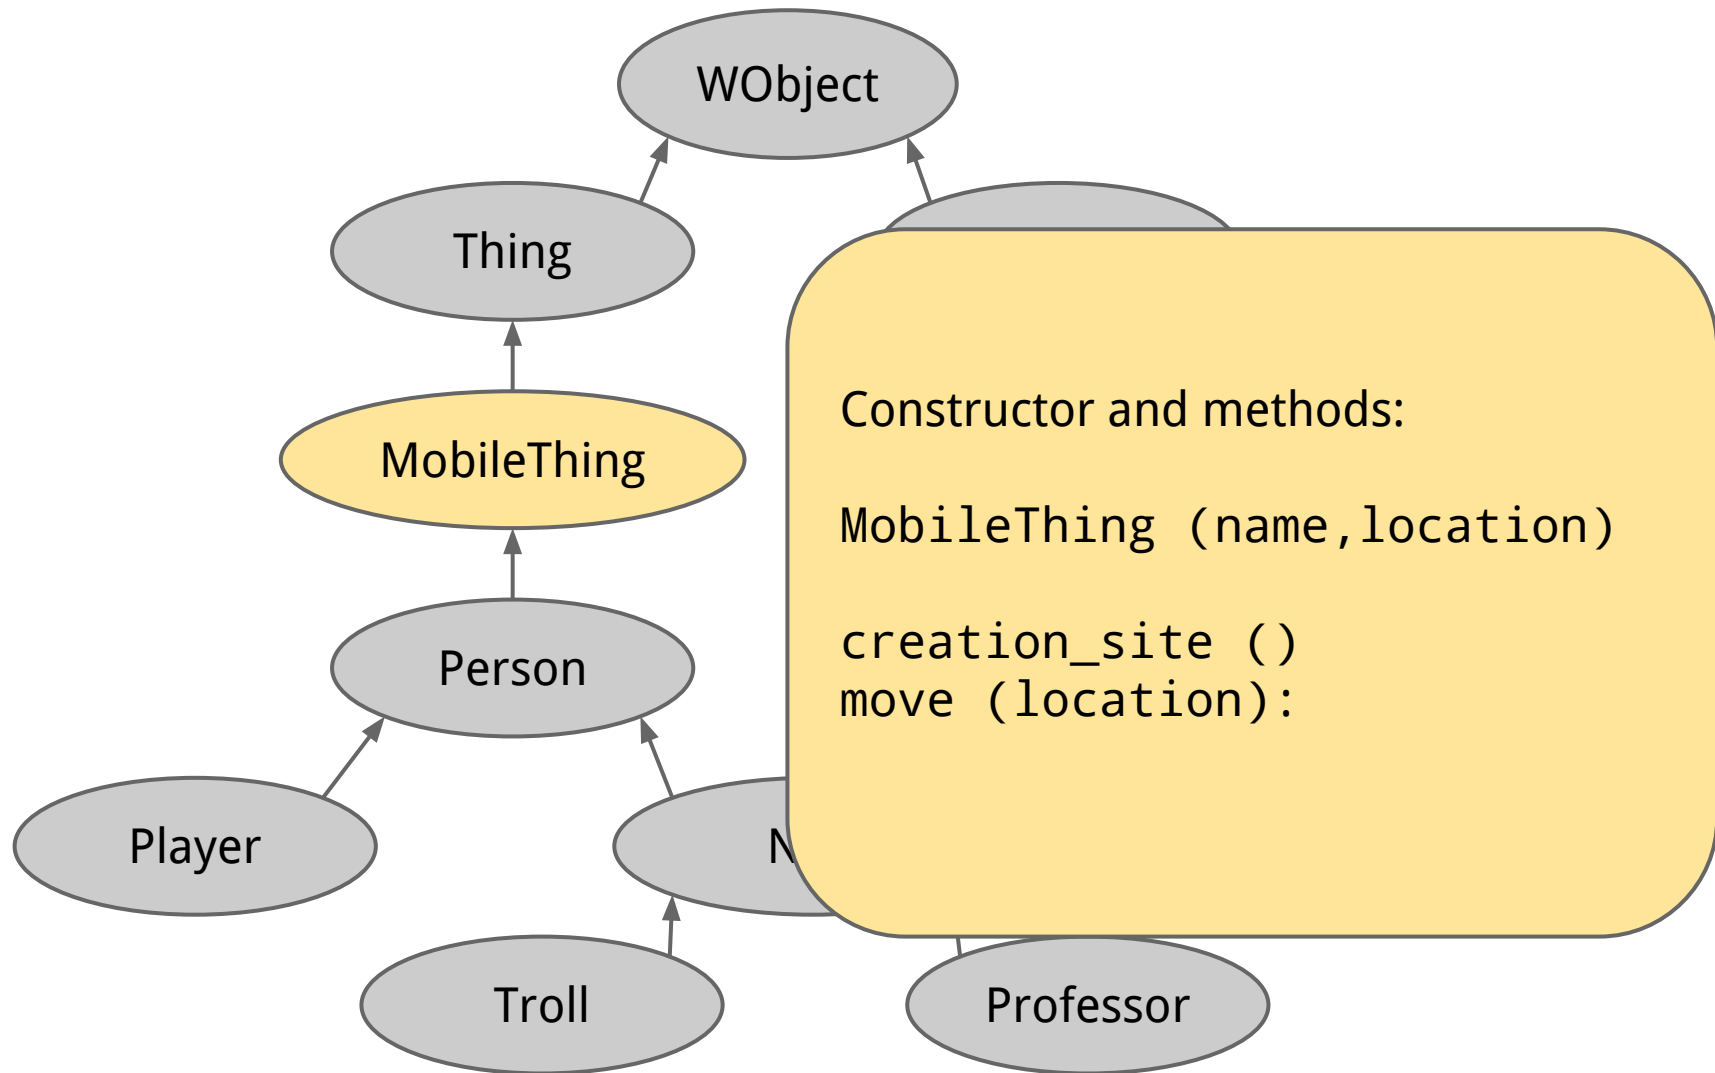 WObject
Thing
MobileThing
Constructor and methods:
MobileThing (name,location)
creation_site ()
move (location):
Person
Player
Troll
Professor